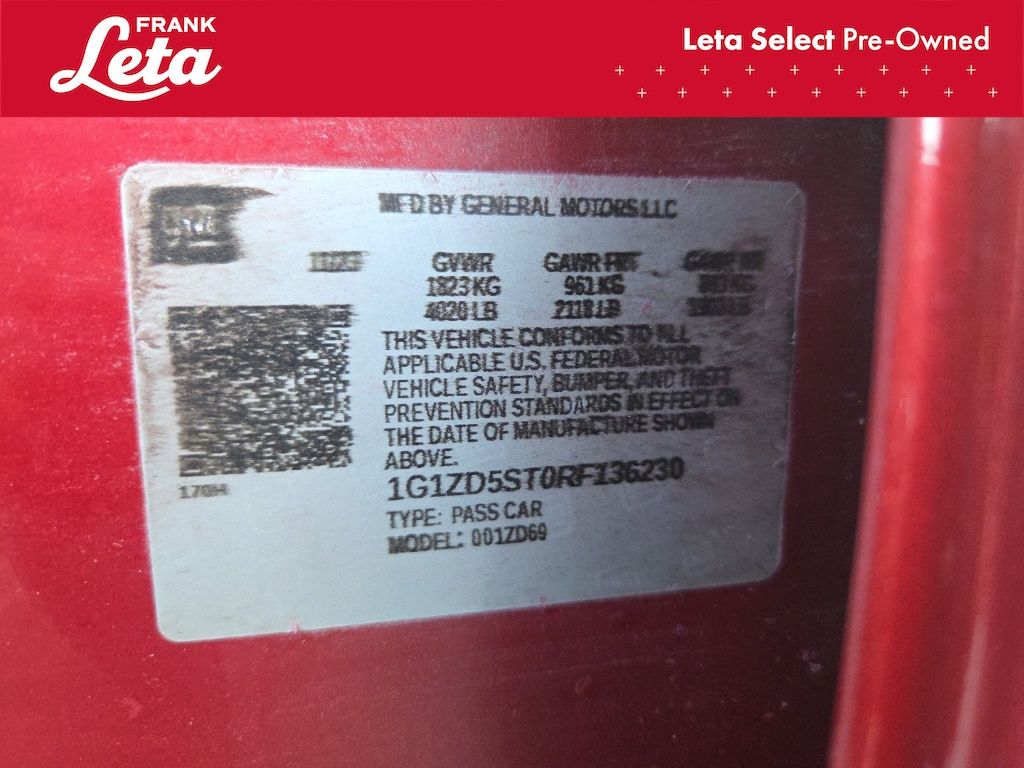 FRANK
Leta
Leta Select Pre-Owned
MFD BY GENERAL MOTORS LLC
GVWR GAWR FRT
1823 KG 961 KG
4020 LB 2118 LB
THIS VEHICLE CONFORMS TO ALL
APPLICABLE U.S. FEDERAL MOTOR
VEHICLE SAFETY, BUMPER, AND THEFT
PREVENTION STANDARDS IN EFFECT ON
THE DATE OF MANUFACTURE SHOWN
ABOVE.
1G1ZD5ST0RF136230
TYPE: PASS CAR
MODEL: 001ZD69